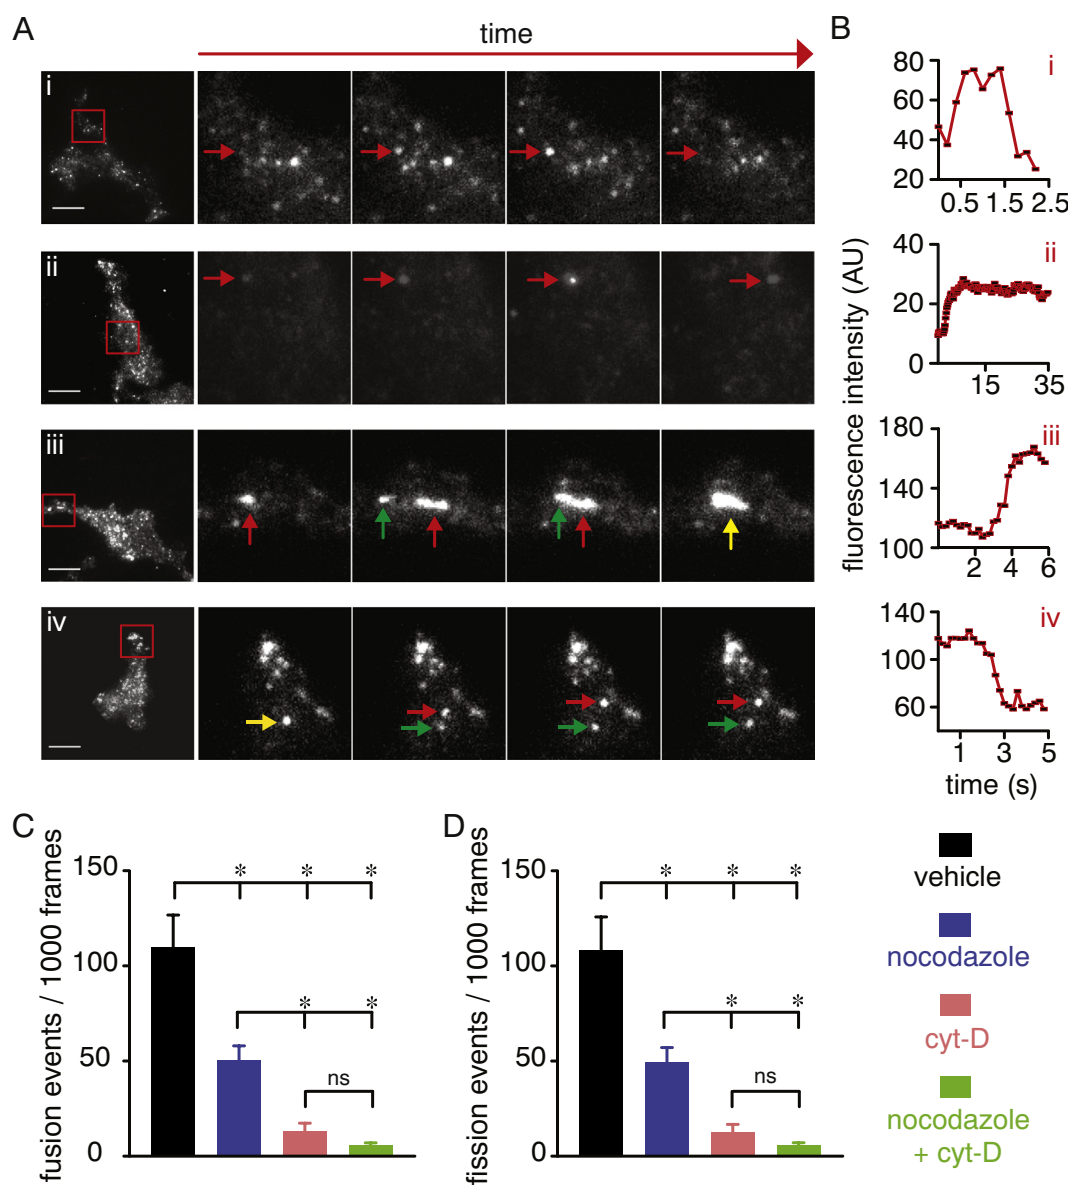 A
time
B
i
ii
iii
iv
fluorescence intensity (AU)
i
80
60
40
20
0.5 1.5 2.5
ii
40
20
0
15 35
iii
180
140
100
2 4 6
iv
140
100
60
1 3 5
time (s)
C
fusion events / 1000 frames
150
100
50
0
* * *
* *
ns
D
fission events / 1000 frames
150
100
50
0
* * *
* *
ns
vehicle
nocodazole
cyt-D
nocodazole
+ cyt-D